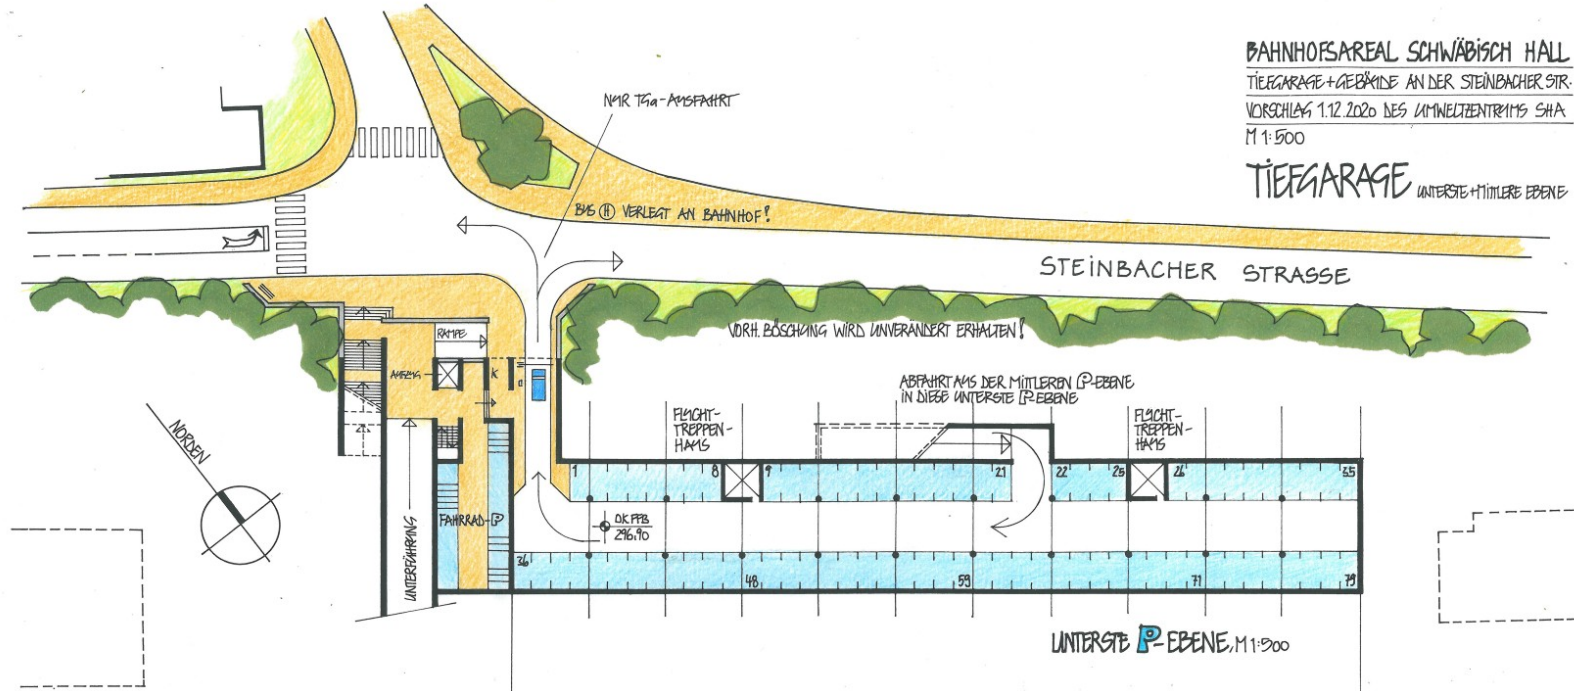 BAHNHOFSAREAL SCHWÄBISCH HALL
TIEFGARAGE+GEBÄUDE AN DER STEINBACHER STR.
VORSCHLAG 1.12.2020 DES UMWELTZENTRUMS SHA
M 1:500
TIEFGARAGE UNTERSTE+MITTLERE EBENE
NUR TGa-AUSFAHRT
BUS H VERLEGT AN BAHNHOF!
STEINBACHER STRASSE
VORH. BÖSCHUNG WIRD UNVERÄNDERT ERHALTEN!
RAMPE
AUFZUG
K
ABFAHRT AUS DER MITTLEREN P-EBENE
IN DIESE UNTERSTE P-EBENE
FLUCHT-
TREPPEN-
HAUS
FLUCHT-
TREPPEN-
HAUS
NORDEN
1 8 9 21 22 25 26 35
FAHRRAD-P
UNTERFÜHRUNG
OK FFB
296.90
36 48 59 71 79
UNTERSTE P-EBENE, M 1:500